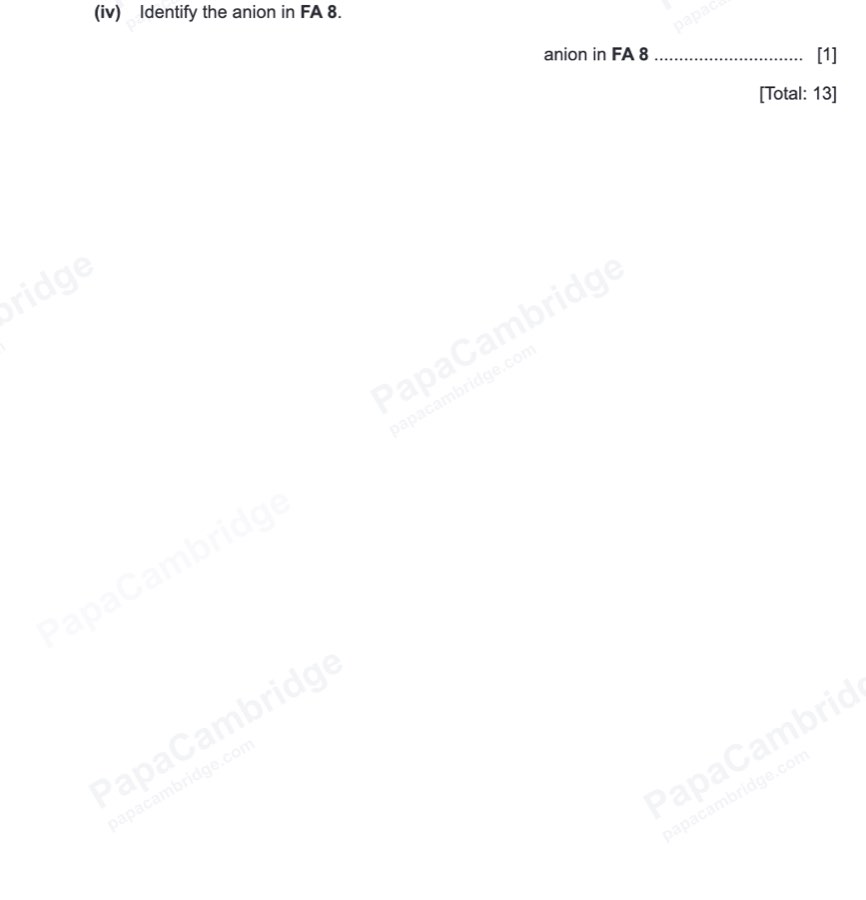 (iv) Identify the anion in FA 8.
anion in FA 8 .............................. [1]
[Total: 13]
PapaCambridge
papacambridge.com
PapaCambridge
PapaCambridge
papacambridge.com
PapaCambridge
papacambridge.com